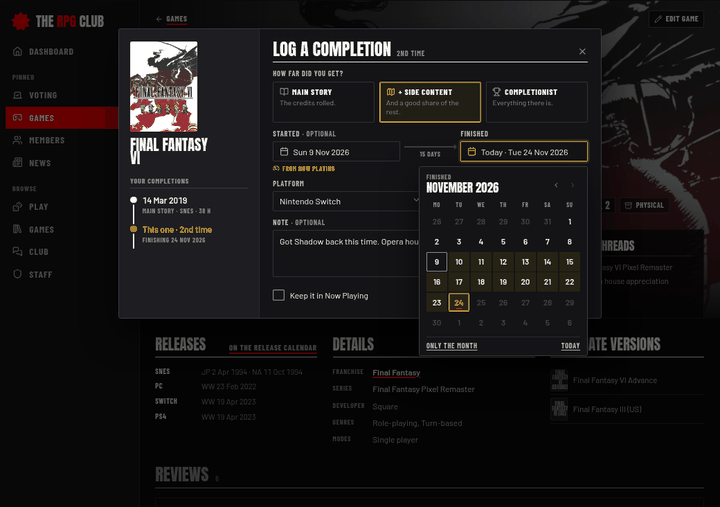 THE RPG CLUB
DASHBOARD
PINNED
VOTING
GAMES
MEMBERS
NEWS
BROWSE
PLAY
GAMES
CLUB
STAFF
← GAMES
EDIT GAME
FINAL FANTASY VI
FINAL FANTASY
VI
YOUR COMPLETIONS
14 Mar 2019
MAIN STORY · SNES · 38 H
This one · 2nd time
FINISHING 24 NOV 2026
LOG A COMPLETION 2ND TIME
HOW FAR DID YOU GET?
MAIN STORY
The credits rolled.
+ SIDE CONTENT
And a good share of the
rest.
COMPLETIONIST
Everything there is.
STARTED · OPTIONAL
Sun 9 Nov 2026
FROM NOW PLAYING
15 DAYS
FINISHED
Today · Tue 24 Nov 2026
PLATFORM
Nintendo Switch
NOTE · OPTIONAL
Got Shadow back this time. Opera hou
Keep it in Now Playing
FINISHED
NOVEMBER 2026
MO TU WE TH FR SA SU
26 27 28 29 30 31 1
2 3 4 5 6 7 8
9 10 11 12 13 14 15
16 17 18 19 20 21 22
23 24 25 26 27 28 29
30 1 2 3 4 5 6
ONLY THE MONTH
TODAY
2
PHYSICAL
HREADS
VI Pixel Remaster
house appreciation
RELEASES
ON THE RELEASE CALENDAR
SNES JP 2 Apr 1994 · NA 11 Oct 1994
PC WW 23 Feb 2022
SWITCH WW 19 Apr 2023
PS4 WW 19 Apr 2023
DETAILS
FRANCHISE Final Fantasy
SERIES Final Fantasy Pixel Remaster
DEVELOPER Square
GENRES Role-playing, Turn-based
MODES Single player
ATE VERSIONS
Final Fantasy VI Advance
Final Fantasy III (US)
REVIEWS